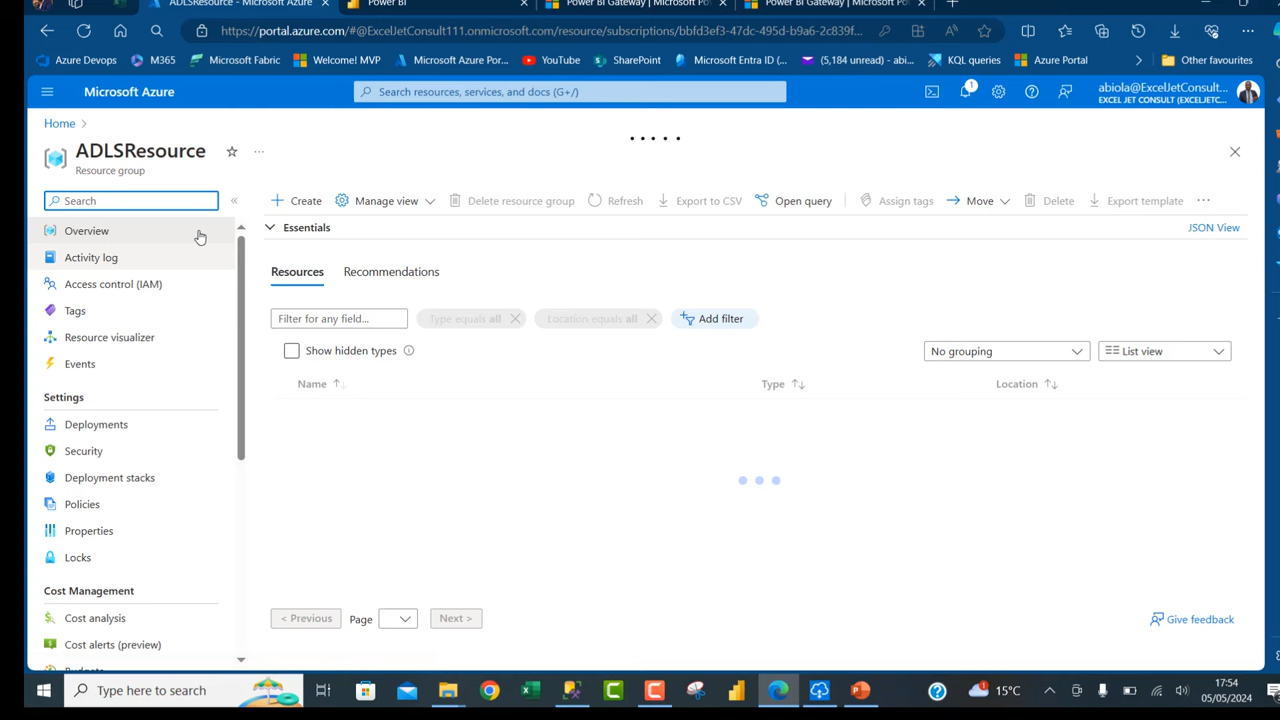 ADLSResource - Microsoft Azure
Power BI
Power BI Gateway | Microsoft Po
Power BI Gateway | Microsoft Po
https://portal.azure.com/#@ExcelJetConsult111.onmicrosoft.com/resource/subscriptions/bbfd3ef3-47dc-495d-b9a6-2c839f...
Azure Devops
M365
Microsoft Fabric
Welcome! MVP
Microsoft Azure Por...
YouTube
SharePoint
Microsoft Entra ID (...
(5,184 unread) - abi...
KQL queries
Azure Portal
Other favourites
Microsoft Azure
Search resources, services, and docs (G+/)
1
abiola@ExcelJetConsult...
EXCEL JET CONSULT (EXCELJETC...
Home
ADLSResource
Resource group
Search
Create
Manage view
Delete resource group
Refresh
Export to CSV
Open query
Assign tags
Move
Delete
Export template
Overview
Activity log
Access control (IAM)
Tags
Resource visualizer
Events
Settings
Deployments
Security
Deployment stacks
Policies
Properties
Locks
Cost Management
Cost analysis
Cost alerts (preview)
Budgets
Essentials
JSON View
Resources
Recommendations
Filter for any field...
Type equals all
Location equals all
Add filter
Show hidden types
No grouping
List view
Name
Type
Location
< Previous
Page
Next >
Give feedback
Type here to search
15°C
17:54
05/05/2024